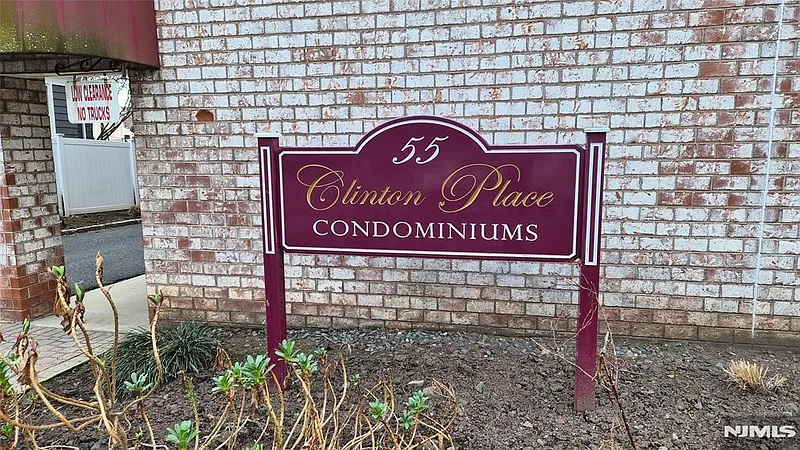 LOW CLEARANCE
NO TRUCKS
55
Clinton Place
CONDOMINIUMS
NJMLS